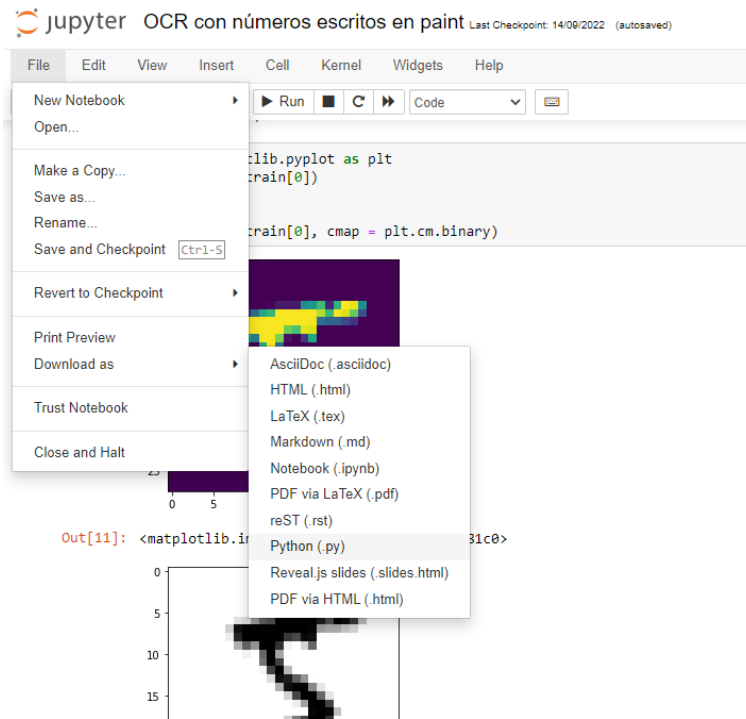 jupyter OCR con números escritos en paint Last Checkpoint: 14/09/2022 (autosaved)
File Edit View Insert Cell Kernel Widgets Help
New Notebook
Open...
Make a Copy...
Save as...
Rename...
Save and Checkpoint Ctrl-S
Revert to Checkpoint
Print Preview
Download as
Trust Notebook
Close and Halt
Run Code
tlib.pyplot as plt
train[0])
train[0], cmap = plt.cm.binary)
AsciiDoc (.asciidoc)
HTML (.html)
LaTeX (.tex)
Markdown (.md)
Notebook (.ipynb)
PDF via LaTeX (.pdf)
reST (.rst)
Python (.py)
Reveal.js slides (.slides.html)
PDF via HTML (.html)
25
0 5
Out[11]: <matplotlib.i 81c0>
0
5
10
15